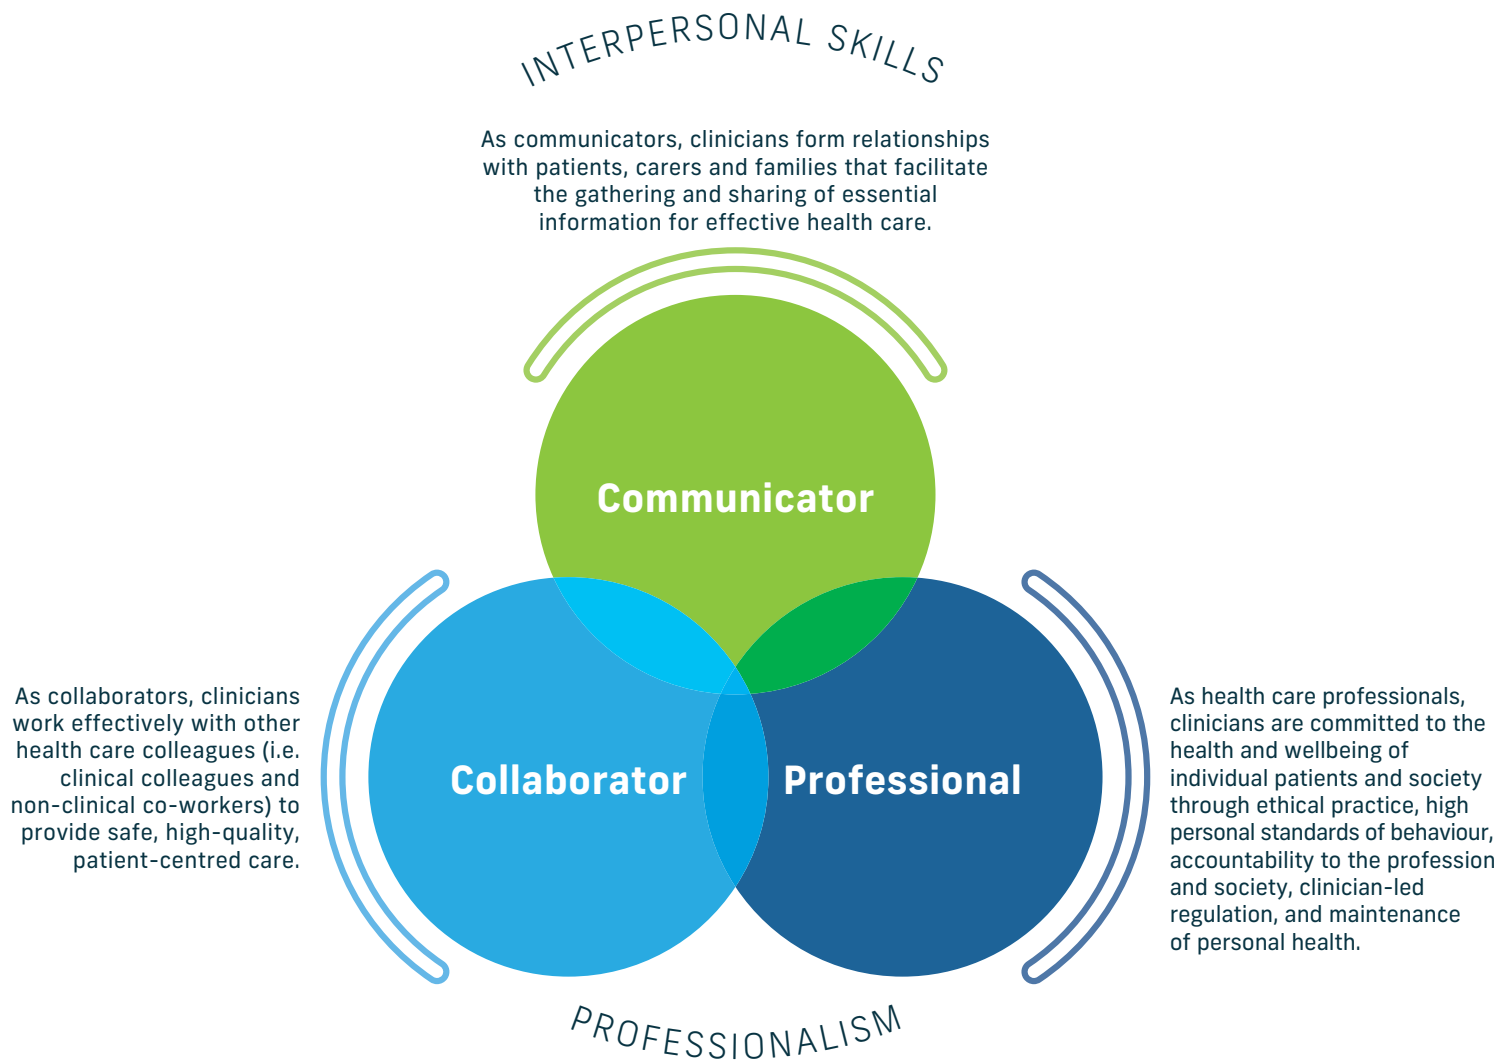 INTERPERSONAL SKILLS
As communicators, clinicians form relationships
with patients, carers and families that facilitate
the gathering and sharing of essential
information for effective health care.
Communicator
As collaborators, clinicians
work effectively with other
health care colleagues (i.e.
clinical colleagues and
non-clinical co-workers) to
provide safe, high-quality,
patient-centred care.
Collaborator
Professional
As health care professionals,
clinicians are committed to the
health and wellbeing of
individual patients and society
through ethical practice, high
personal standards of behaviour,
accountability to the profession
and society, clinician-led
regulation, and maintenance
of personal health.
PROFESSIONALISM